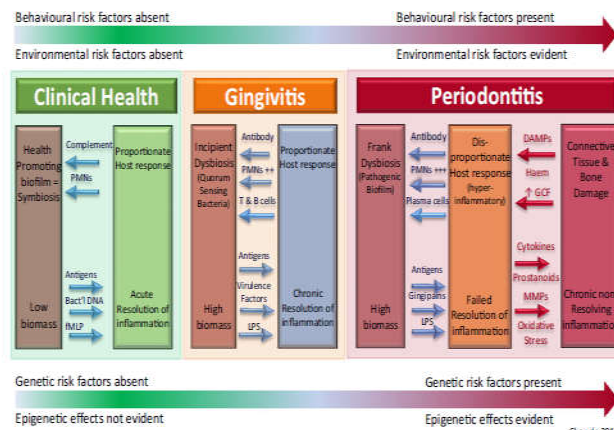 Behavioural risk factors absent
Behavioural risk factors present
Environmental risk factors absent
Environmental risk factors evident
Clinical Health
Gingivitis
Periodontitis
Health
Promoting
biofilm =
Symbiosis
Low
biomass
Complement
PMNs
Antigens
Bact'l DNA
fMLP
Proportionate
Host response
Acute
Resolution of
inflammation
Incipient
Dysbiosis
(Quorum
Sensing
Bacteria)
High
biomass
Antibody
PMNs ++
T & B cells
Antigens
Virulence
Factors
LPS
Proportionate
Host response
Chronic
Resolution of
inflammation
Frank
Dysbiosis
(Pathogenic
Biofilm)
High
biomass
Antibody
PMNs +++
Plasma cells
Antigens
Gingipains
LPS
Dis-
proportionate
Host response
(hyper-
inflammatory)
Failed
Resolution of
inflammation
DAMPs
Haem
↑ GCF
Cytokines
Prostanoids
MMPs
Oxidative
Stress
Connective
Tissue &
Bone
Damage
Chronic non-
Resolving
inflammation
Genetic risk factors absent
Genetic risk factors present
Epigenetic effects not evident
Epigenetic effects evident